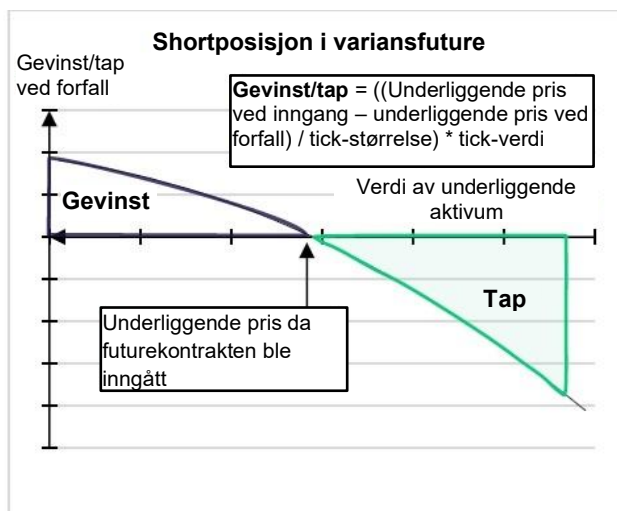 Shortposisjon i variansfuture
Gevinst/tap
ved forfall
Gevinst/tap = ((Underliggende pris
ved inngang – underliggende pris ved
forfall) / tick-størrelse) * tick-verdi
Verdi av underliggende
aktivum
Gevinst
Tap
Underliggende pris da
futurekontrakten ble
inngått